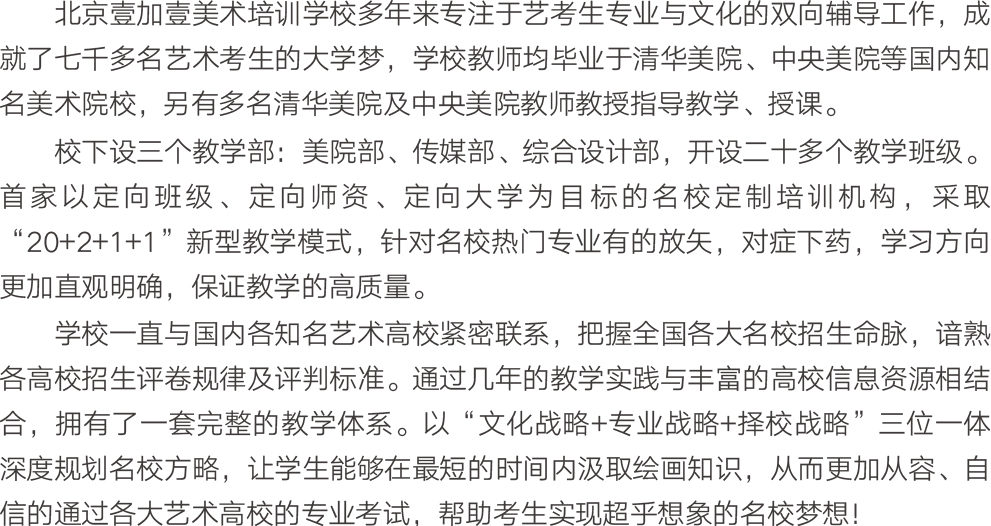 北京壹加壹美术培训学校多年来专注于艺考生专业与文化的双向辅导工作，成
就了七千多名艺术考生的大学梦，学校教师均毕业于清华美院、中央美院等国内知
名美术院校，另有多名清华美院及中央美院教师教授指导教学、授课。
校下设三个教学部：美院部、传媒部、综合设计部，开设二十多个教学班级。
首家以定向班级、定向师资、定向大学为目标的名校定制培训机构，采取
“20+2+1+1”新型教学模式，针对名校热门专业有的放矢，对症下药，学习方向
更加直观明确，保证教学的高质量。
学校一直与国内各知名艺术高校紧密联系，把握全国各大名校招生命脉，谙熟
各高校招生评卷规律及评判标准。通过几年的教学实践与丰富的高校信息资源相结
合，拥有了一套完整的教学体系。以“文化战略+专业战略+择校战略”三位一体
深度规划名校方略，让学生能够在最短的时间内汲取绘画知识，从而更加从容、自
信的通过各大艺术高校的专业考试，帮助考生实现超乎想象的名校梦想！